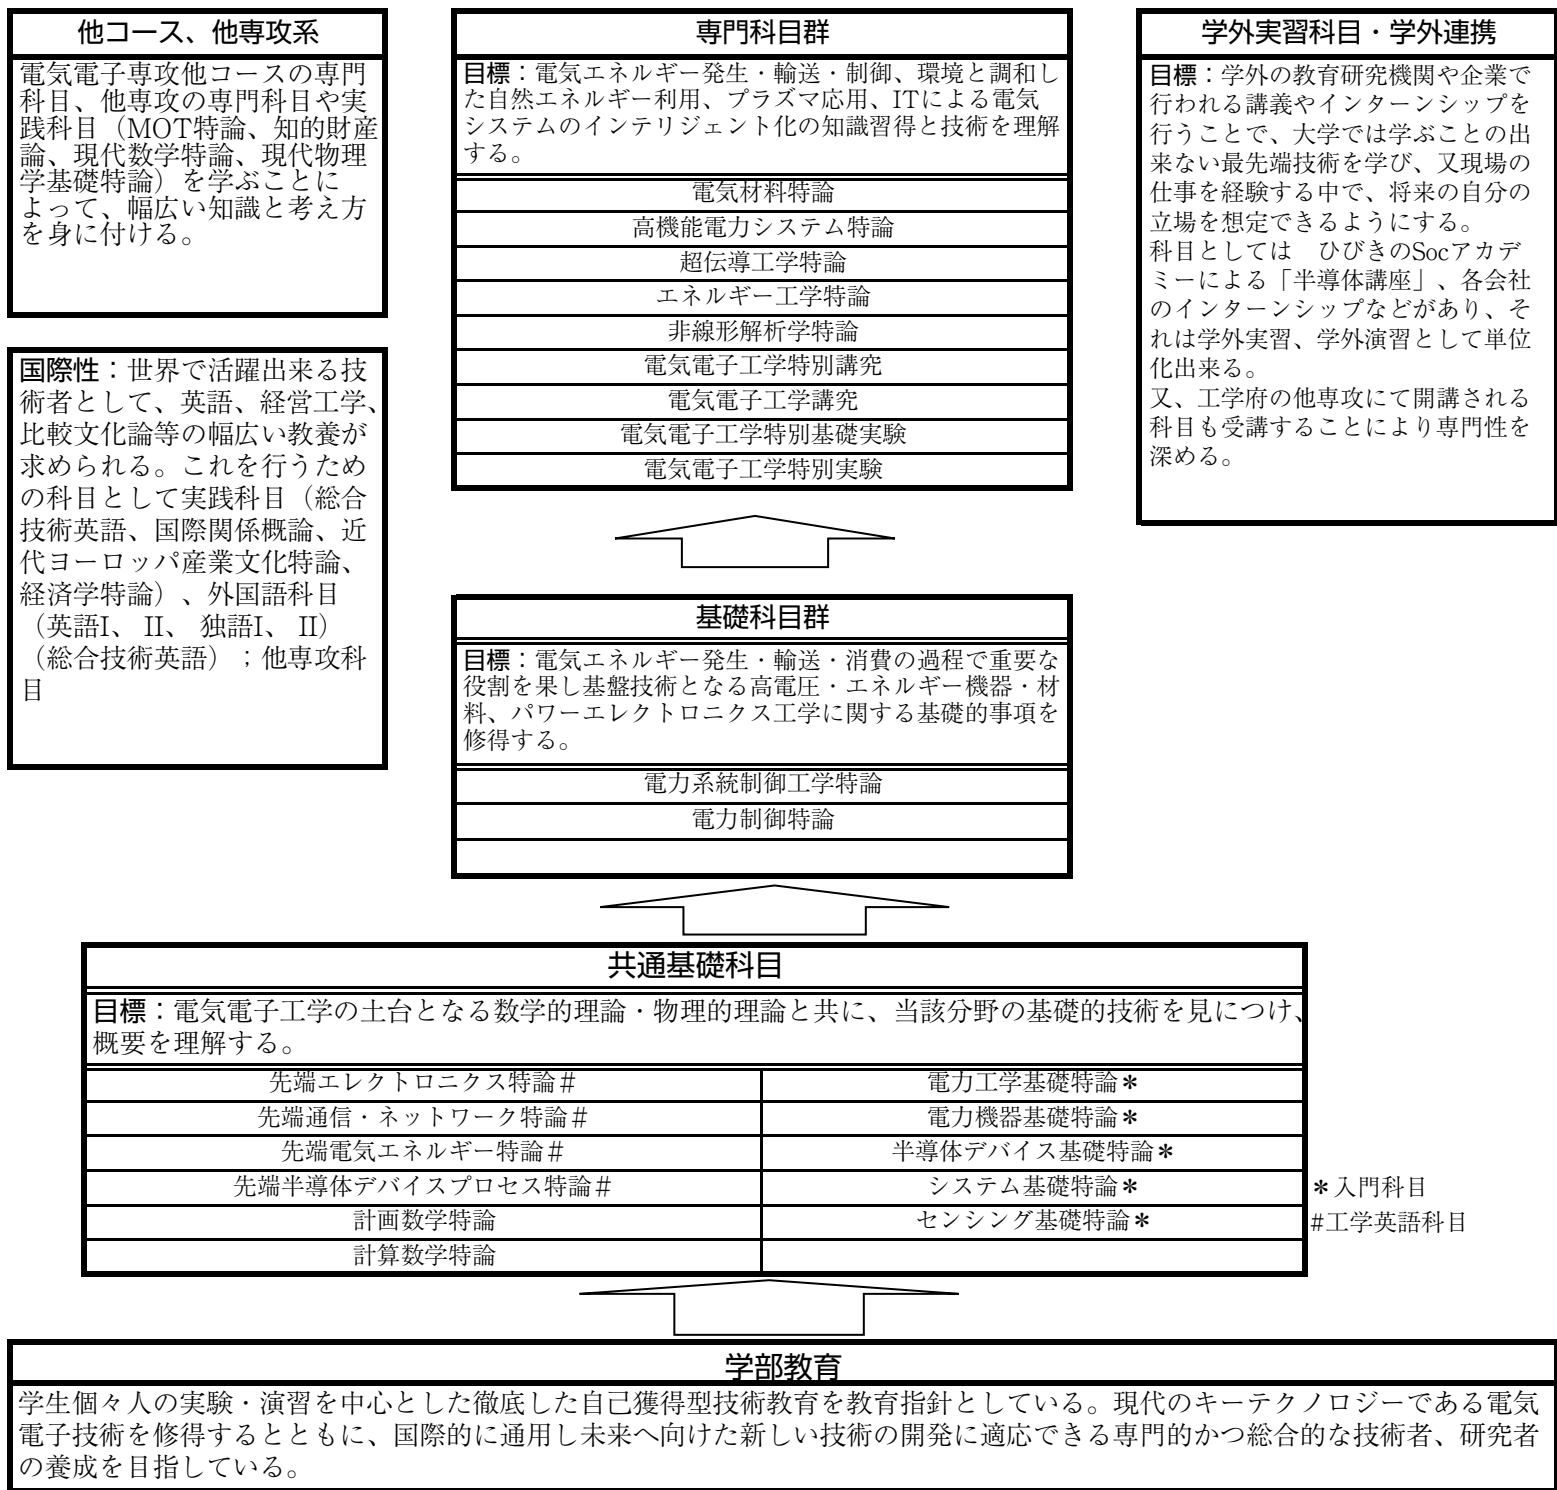 他コース、他専攻系
電気電子専攻他コースの専門
科目、他専攻の専門科目や実
践科目（MOT特論、知的財産
論、現代数学特論、現代物理
学基礎特論）を学ぶことに
よって、幅広い知識と考え方
を身に付ける。
国際性：世界で活躍出来る技
術者として、英語、経営工学、
比較文化論等の幅広い教養が
求められる。これを行うため
の科目として実践科目（総合
技術英語、国際関係概論、近
代ヨーロッパ産業文化特論、
経済学特論）、外国語科目
（英語I、 II、 独語I、 II）
（総合技術英語）；他専攻科
目
専門科目群
目標：電気エネルギー発生・輸送・制御、環境と調和し
た自然エネルギー利用、プラズマ応用、ITによる電気
システムのインテリジェント化の知識習得と技術を理解
する。
電気材料特論
高機能電力システム特論
超伝導工学特論
エネルギー工学特論
非線形解析学特論
電気電子工学特別講究
電気電子工学講究
電気電子工学特別基礎実験
電気電子工学特別実験
学外実習科目・学外連携
目標：学外の教育研究機関や企業で
行われる講義やインターンシップを
行うことで、大学では学ぶことの出
来ない最先端技術を学び、又現場の
仕事を経験する中で、将来の自分の
立場を想定できるようにする。
科目としては　ひびきのSocアカデ
ミーによる「半導体講座」、各会社
のインターンシップなどがあり、そ
れは学外実習、学外演習として単位
化出来る。
又、工学府の他専攻にて開講される
科目も受講することにより専門性を
深める。
基礎科目群
目標：電気エネルギー発生・輸送・消費の過程で重要な
役割を果し基盤技術となる高電圧・エネルギー機器・材
料、パワーエレクトロニクス工学に関する基礎的事項を
修得する。
電力系統制御工学特論
電力制御特論
共通基礎科目
目標：電気電子工学の土台となる数学的理論・物理的理論と共に、当該分野の基礎的技術を見につけ、
概要を理解する。
先端エレクトロニクス特論＃
電力工学基礎特論＊
先端通信・ネットワーク特論＃
電力機器基礎特論＊
先端電気エネルギー特論＃
半導体デバイス基礎特論＊
先端半導体デバイスプロセス特論＃
システム基礎特論＊
計画数学特論
センシング基礎特論＊
計算数学特論
＊入門科目
#工学英語科目
学部教育
学生個々人の実験・演習を中心とした徹底した自己獲得型技術教育を教育指針としている。現代のキーテクノロジーである電気
電子技術を修得するとともに、国際的に通用し未来へ向けた新しい技術の開発に適応できる専門的かつ総合的な技術者、研究者
の養成を目指している。